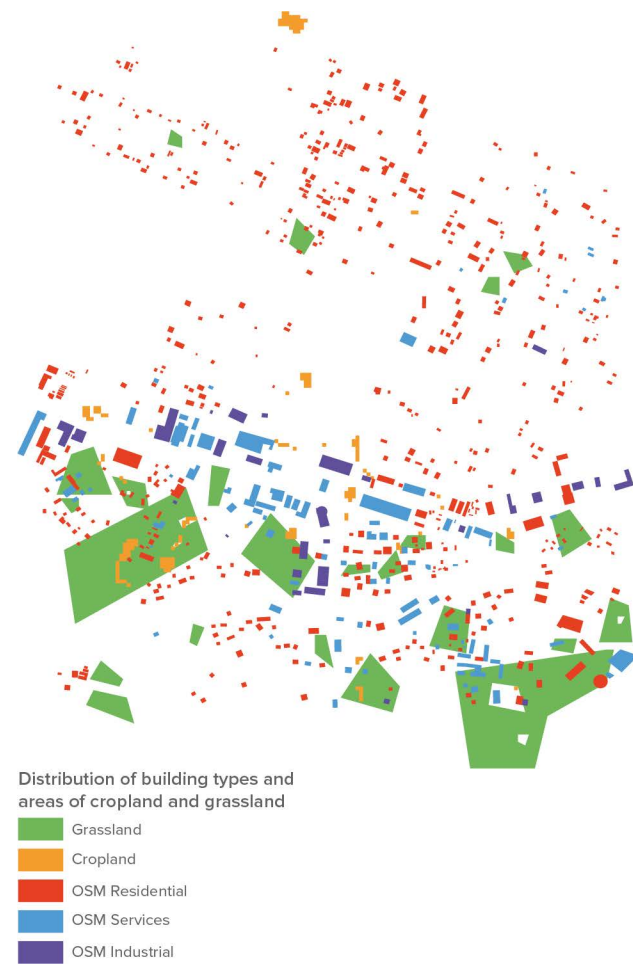 Distribution of building types and
areas of cropland and grassland
Grassland
Cropland
OSM Residential
OSM Services
OSM Industrial